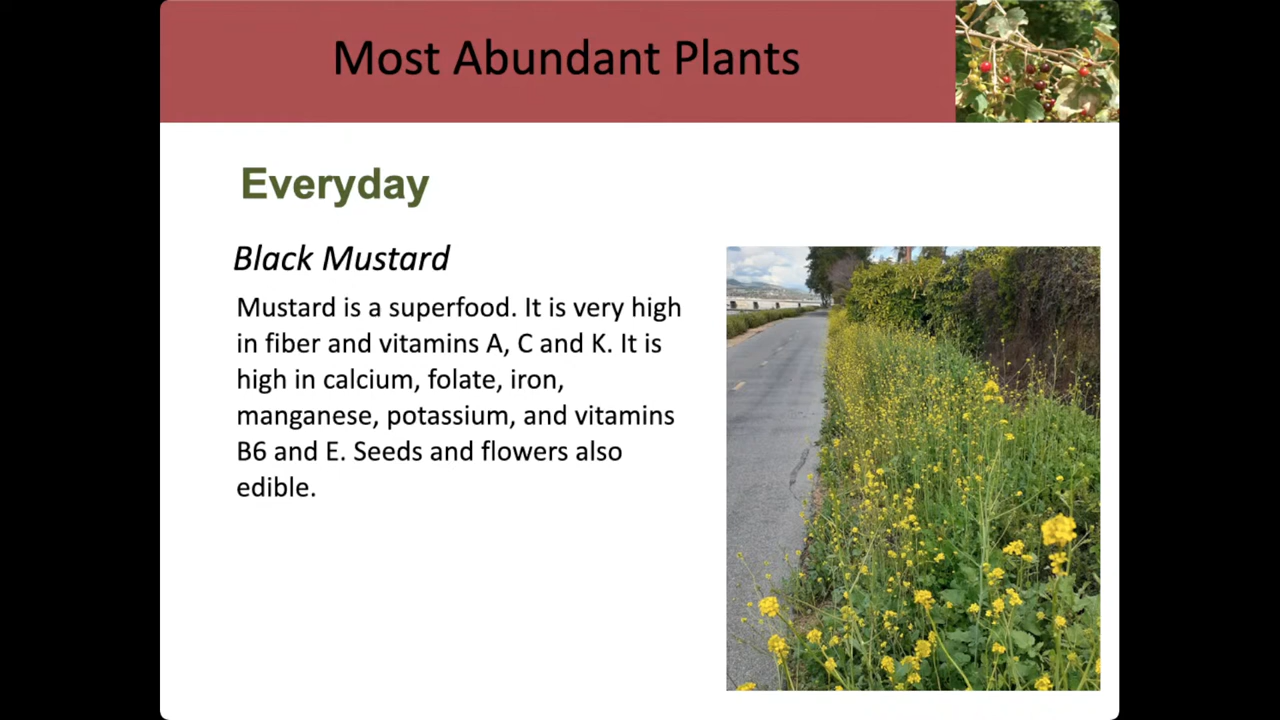 Most Abundant Plants
Everyday
Black Mustard
Mustard is a superfood. It is very high
in fiber and vitamins A, C and K. It is
high in calcium, folate, iron,
manganese, potassium, and vitamins
B6 and E. Seeds and flowers also
edible.